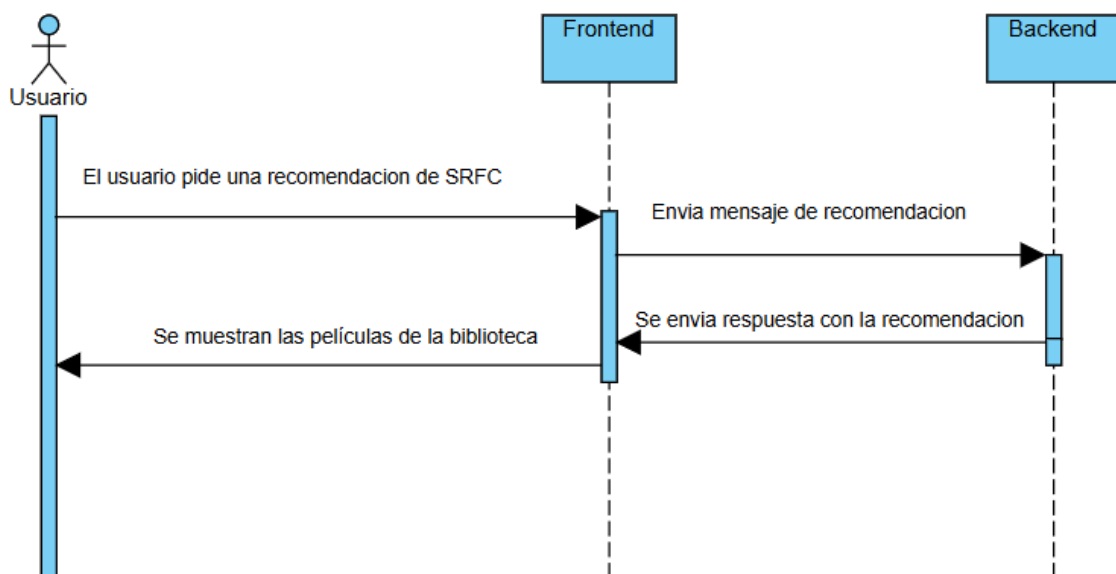 Frontend
Backend
Usuario
El usuario pide una recomendacion de SRFC
Envia mensaje de recomendacion
Se envia respuesta con la recomendacion
Se muestran las películas de la biblioteca